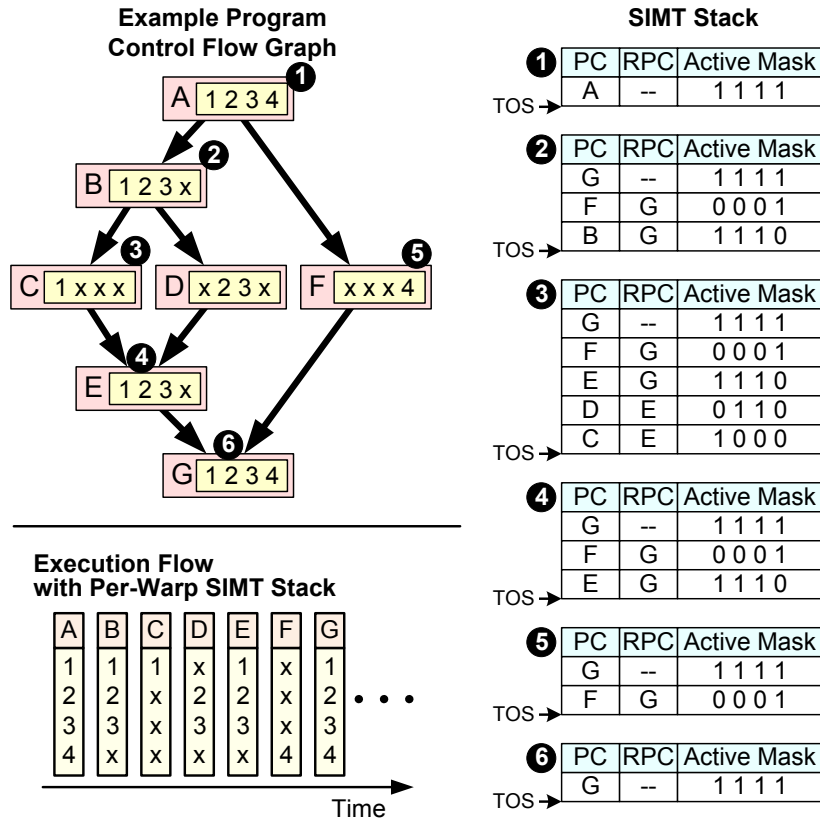 Example Program
Control Flow Graph
1
A 1 2 3 4
2
B 1 2 3 x
3
5
C 1 x x x
D x 2 3 x
F x x x 4
4
E 1 2 3 x
6
G 1 2 3 4
Execution Flow
with Per-Warp SIMT Stack
A B C D E F G
1 1 1 x 1 x 1
2 2 x 2 2 x 2
3 3 x 3 3 x 3
4 x x x x 4 4
• • •
Time
SIMT Stack
1 PC RPC Active Mask
A -- 1 1 1 1
TOS
2 PC RPC Active Mask
G -- 1 1 1 1
F G 0 0 0 1
B G 1 1 1 0
TOS
3 PC RPC Active Mask
G -- 1 1 1 1
F G 0 0 0 1
E G 1 1 1 0
D E 0 1 1 0
C E 1 0 0 0
TOS
4 PC RPC Active Mask
G -- 1 1 1 1
F G 0 0 0 1
E G 1 1 1 0
TOS
5 PC RPC Active Mask
G -- 1 1 1 1
F G 0 0 0 1
TOS
6 PC RPC Active Mask
G -- 1 1 1 1
TOS